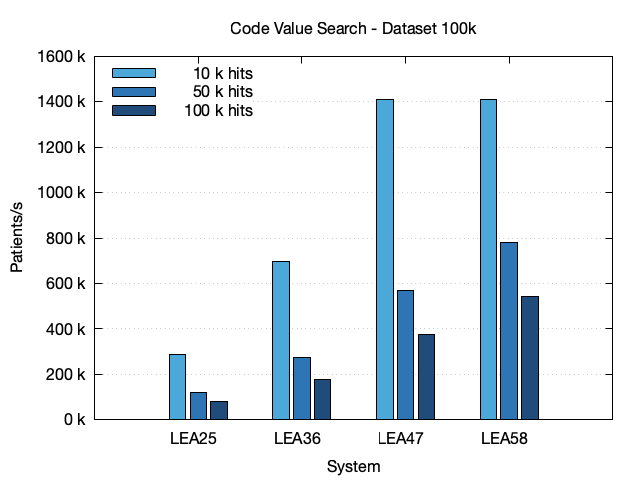 Code Value Search - Dataset 100k
1600 k
1400 k
1200 k
1000 k
800 k
600 k
400 k
200 k
0 k
Patients/s
10 k hits
50 k hits
100 k hits
LEA25 LEA36 LEA47 LEA58
System